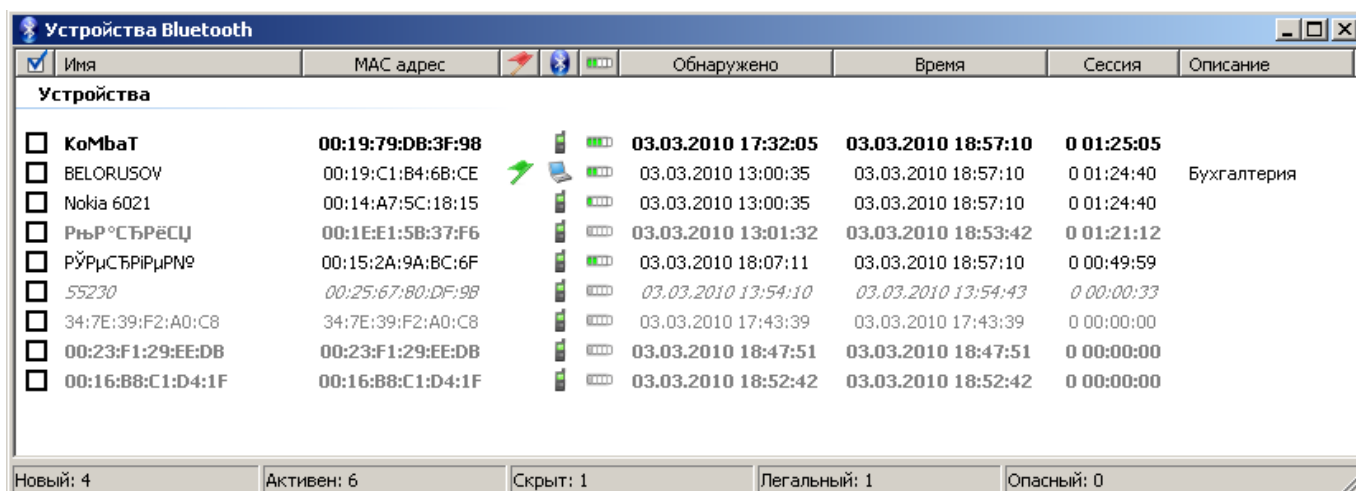 Устройства Bluetooth
Имя MAC адрес Обнаружено Время Сессия Описание
Устройства
KoMbaT 00:19:79:DB:3F:98 03.03.2010 17:32:05 03.03.2010 18:57:10 0 01:25:05
BELORUSOV 00:19:C1:B4:6B:CE 03.03.2010 13:00:35 03.03.2010 18:57:10 0 01:24:40 Бухгалтерия
Nokia 6021 00:14:A7:5C:18:15 03.03.2010 13:00:35 03.03.2010 18:57:10 0 01:24:40
РњР°СЂРёСЏ 00:1E:E1:5B:37:F6 03.03.2010 13:01:32 03.03.2010 18:53:42 0 01:21:12
РЎРµСЂРіРµР№ 00:15:2A:9A:BC:6F 03.03.2010 18:07:11 03.03.2010 18:57:10 0 00:49:59
S5230 00:25:67:B0:DF:9B 03.03.2010 13:54:10 03.03.2010 13:54:43 0 00:00:33
34:7E:39:F2:A0:C8 34:7E:39:F2:A0:C8 03.03.2010 17:43:39 03.03.2010 17:43:39 0 00:00:00
00:23:F1:29:EE:DB 00:23:F1:29:EE:DB 03.03.2010 18:47:51 03.03.2010 18:47:51 0 00:00:00
00:16:B8:C1:D4:1F 00:16:B8:C1:D4:1F 03.03.2010 18:52:42 03.03.2010 18:52:42 0 00:00:00
Новый: 4 Активен: 6 Скрыт: 1 Легальный: 1 Опасный: 0